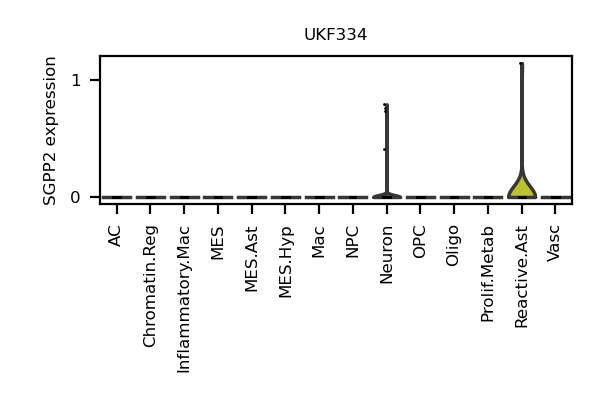 UKF334
SGPP2 expression
1
0
AC
Chromatin.Reg
Inflammatory.Mac
MES
MES.Ast
MES.Hyp
Mac
NPC
Neuron
OPC
Oligo
Prolif.Metab
Reactive.Ast
Vasc